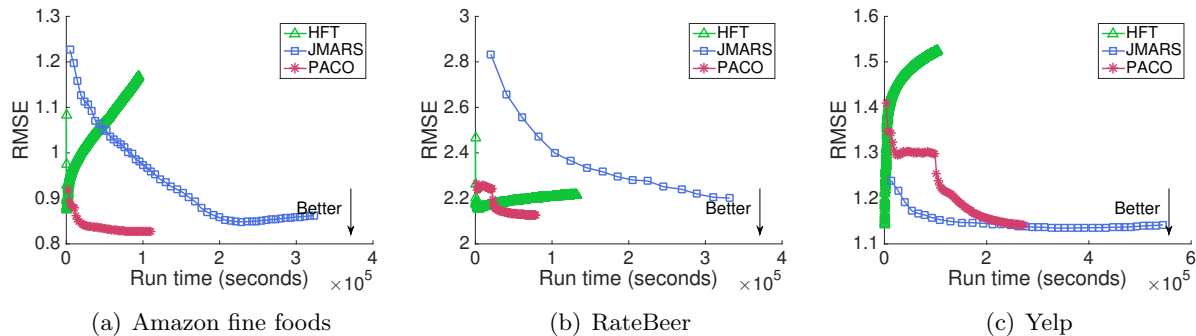 1.3
1.2
1.1
1
0.9
0.8
RMSE
HFT
JMARS
PACO
Better
0 1 2 3 4
Run time (seconds)
×10^5
(a) Amazon fine foods
3
2.8
2.6
2.4
2.2
2
RMSE
HFT
JMARS
PACO
Better
0 1 2 3 4
Run time (seconds)
×10^5
(b) RateBeer
1.6
1.5
1.4
1.3
1.2
1.1
RMSE
HFT
JMARS
PACO
Better
0 2 4 6
Run time (seconds)
×10^5
(c) Yelp